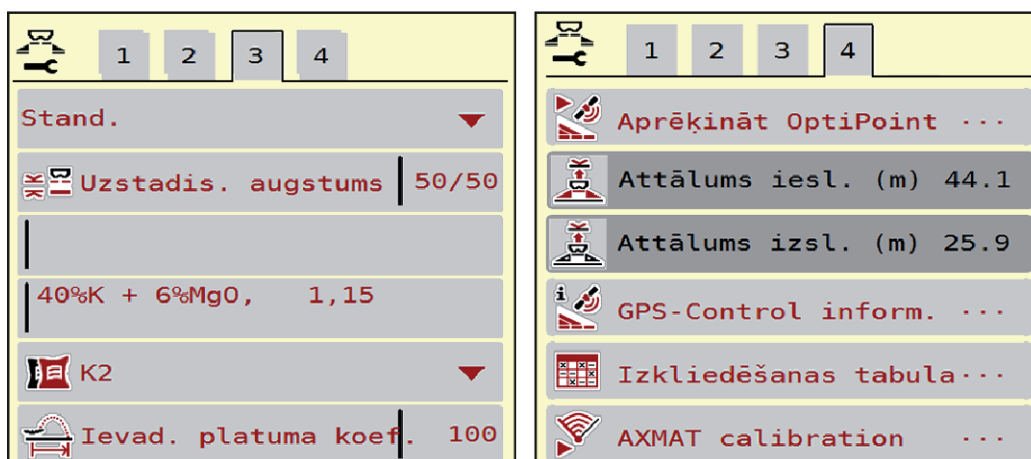 1 2 3 4
Stand.
Uzstadis. augstums 50/50
40%K + 6%MgO, 1,15
K2
Ievad. platuma koef. 100
1 2 3 4
Aprēķināt OptiPoint ...
Attālums iesl. (m) 44.1
Attālums izsl. (m) 25.9
i
GPS-Control inform. ...
Izkliedēšanas tabula...
AXMAT calibration ...